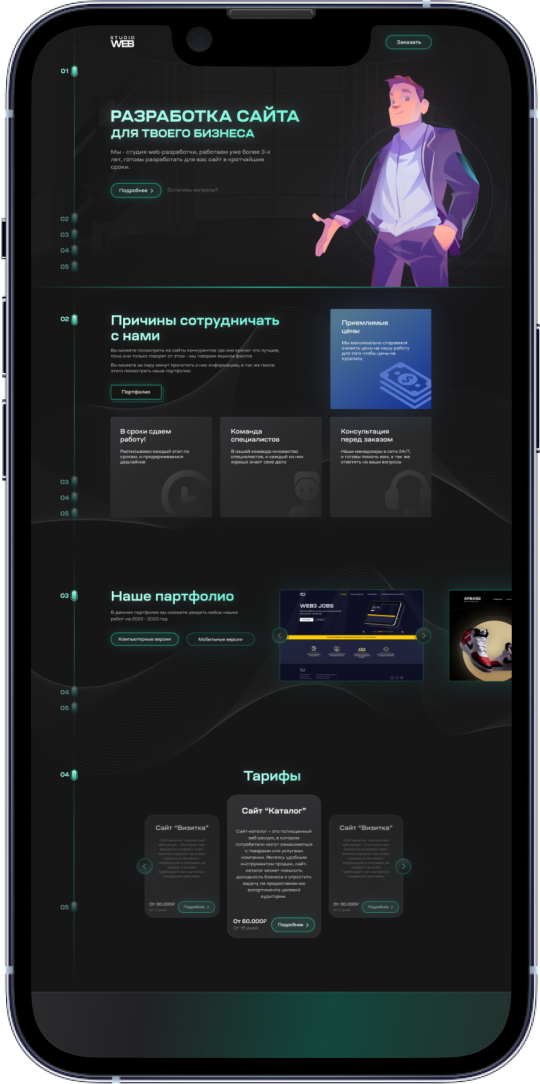 STUDIO
WEB
Заказать
01
РАЗРАБОТКА САЙТА
ДЛЯ ТВОЕГО БИЗНЕСА
Мы - студия web-разработки, работаем уже более 3-х
лет, готовы разработать для вас сайт в кротчайшие
сроки.
Подробнее
Остались вопросы?
02
03
04
05
02
Причины сотрудничать
с нами
Вы можете посмотреть на сайты конкурентов где они кричат что лучшие,
пока они только говорят от этом - мы говорим языком фактов
Вы можете за пару минут прочитать о нас информацию, а так же после
этого посмотреть наше портфолио
Портфолио
Приемлимые
цены
Мы максимально стараемся
снизить цены на нашу работу
для того чтобы цены не
кусались
В сроки сдаем
работу!
Расписываем каждый этап по
срокам, и придерживаемся
дедлайнов
Команда
специалистов
В нашей команде множество
специалистов, и каждый из них
хорошо знает свое дело
Консультация
перед заказом
Наши менеджеры в сети 24/7,
и готовы помочь вам, а так же
ответить на ваши вопросы
03
04
05
03
Наше партфолио
В данном портфолио вы сможете увидеть кейсы наших
работ на 2022 - 2023 год
Компьютерные версии
Мобильные версии
WEB3 JOBS
04
05
04
Тарифы
Сайт “Визитка”
От 30.000₽
Подробнее
Сайт “Каталог”
Сайт-каталог – это полноценный
веб-ресурс, в котором
потребители могут ознакомиться
с товарами или услугами
компании. Являясь удобным
инструментом продаж, сайт-
каталог может повысить
доходность бизнеса и упростить
задачу по предоставлению
ассортимента целевой
аудитории
От 60.000₽
От 15 дней
Подробнее
Сайт “Визитка”
От 30.000₽
Подробнее
05